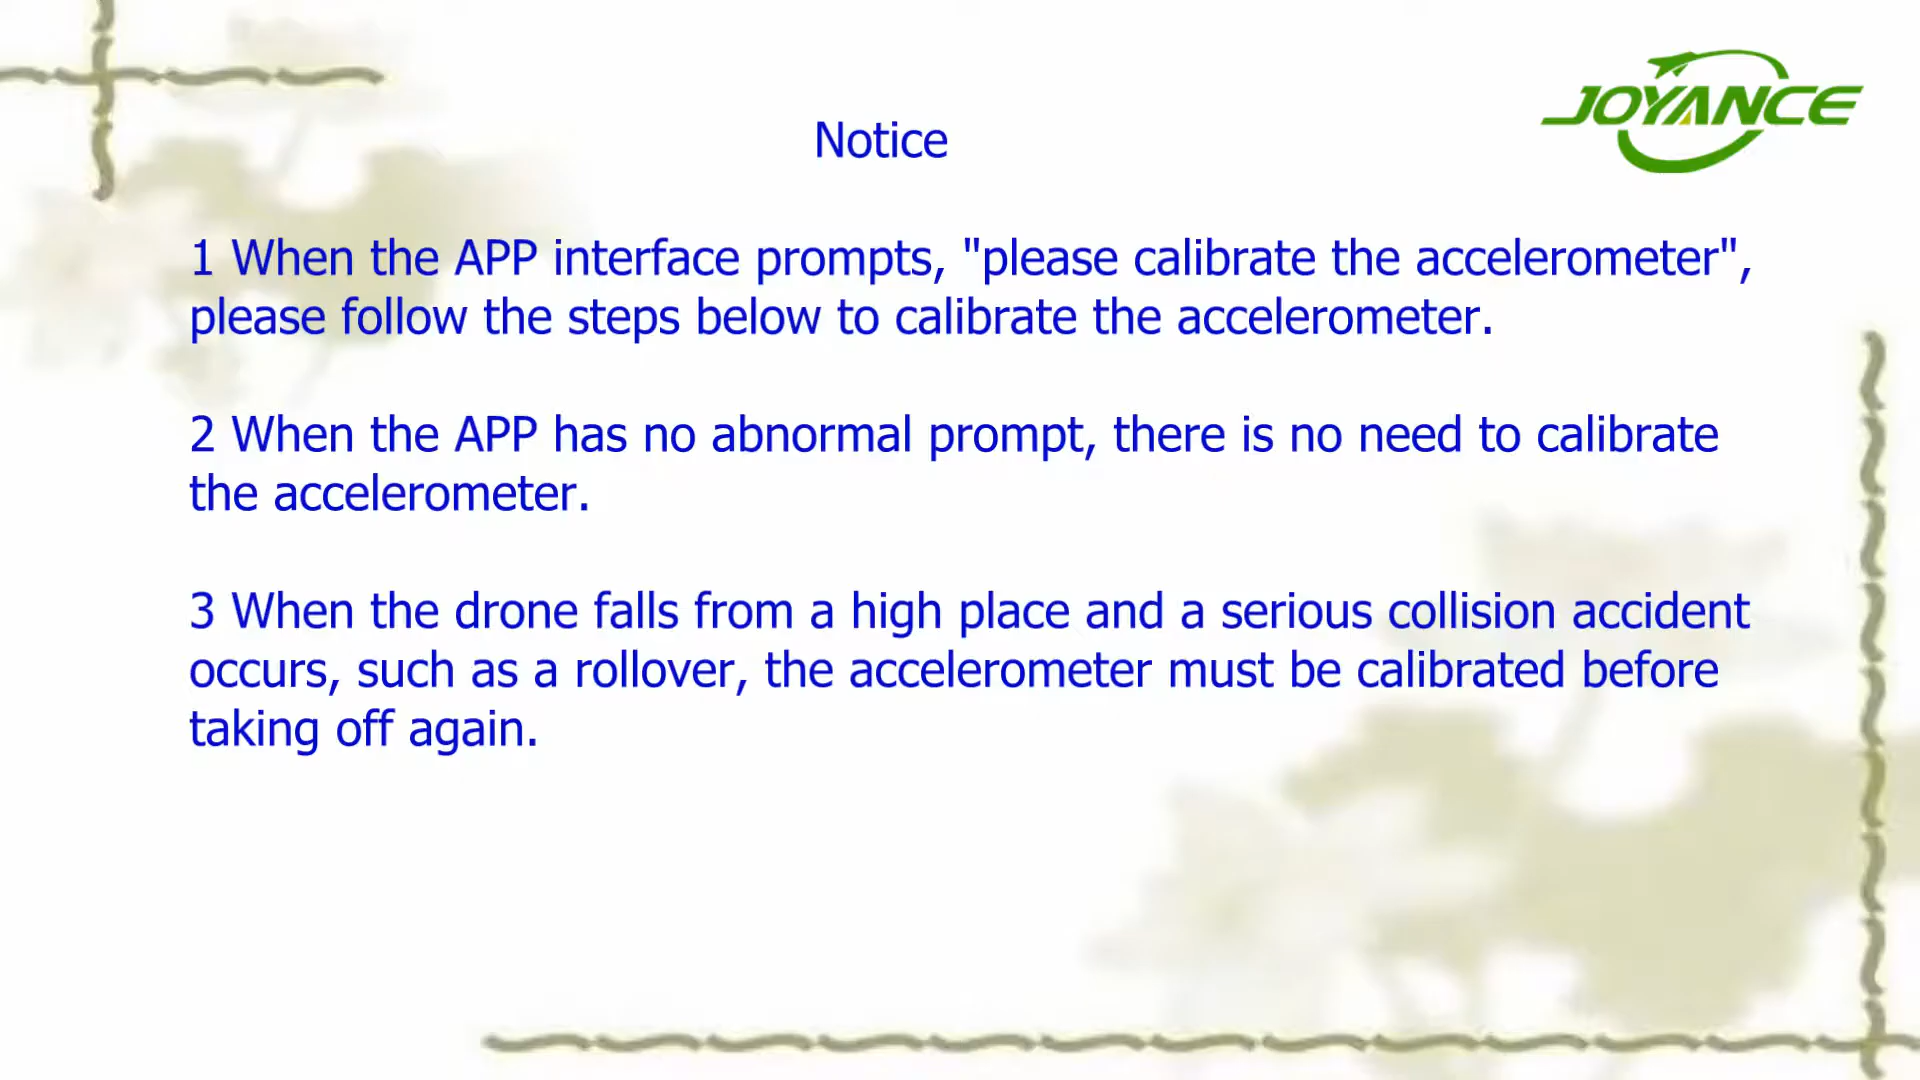 JOYANCE
Notice
1 When the APP interface prompts, "please calibrate the accelerometer",
please follow the steps below to calibrate the accelerometer.
2 When the APP has no abnormal prompt, there is no need to calibrate
the accelerometer.
3 When the drone falls from a high place and a serious collision accident
occurs, such as a rollover, the accelerometer must be calibrated before
taking off again.